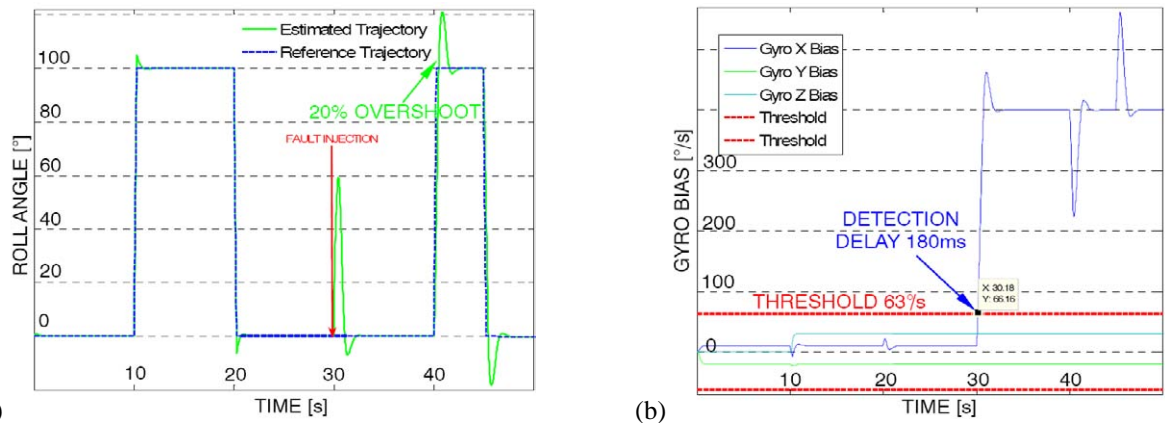 Estimated Trajectory
Reference Trajectory
20% OVERSHOOT
FAULT INJECTION
ROLL ANGLE [°]
100
80
60
40
20
0
10
20
30
40
TIME [s]
)
Gyro X Bias
Gyro Y Bias
Gyro Z Bias
Threshold
Threshold
GYRO BIAS [°/s]
300
200
100
0
DETECTION
DELAY 180ms
X: 30.18
Y: 66.16
THRESHOLD 63°/s
10
20
30
40
TIME [s]
(b)